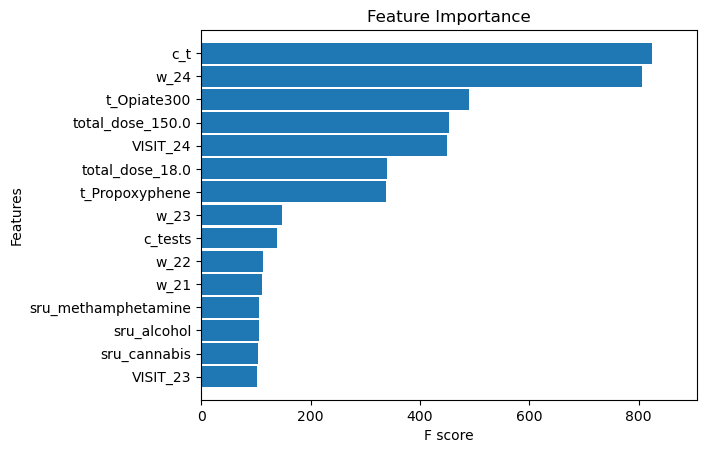 Feature Importance
Features
c_t
w_24
t_Opiate300
total_dose_150.0
VISIT_24
total_dose_18.0
t_Propoxyphene
w_23
c_tests
w_22
w_21
sru_methamphetamine
sru_alcohol
sru_cannabis
VISIT_23
0 200 400 600 800
F score